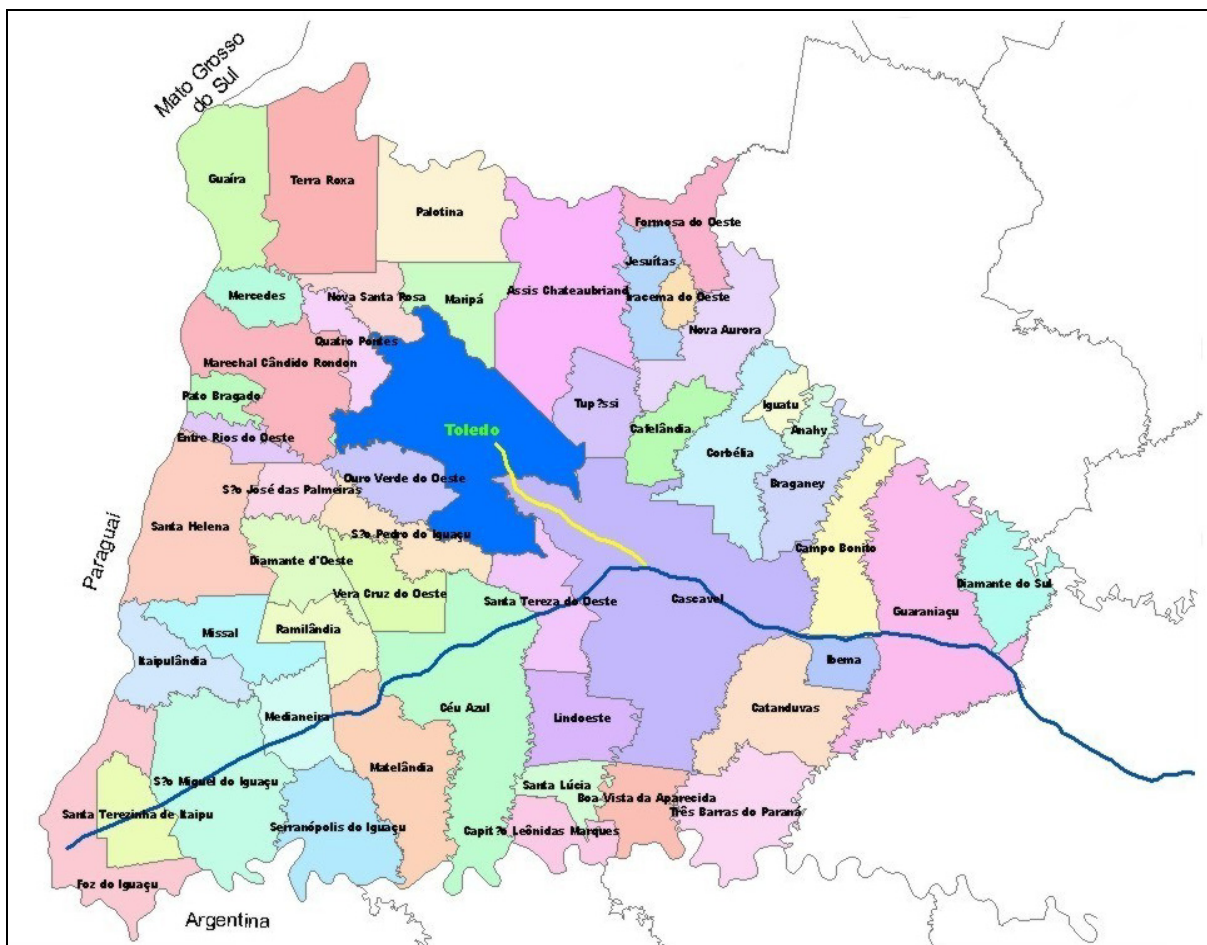 Mato Grosso
do Sul
Guaíra
Terra Roxa
Palotina
Formosa do Oeste
Jesuítas
Mercedes
Nova Santa Rosa
Maripá
Assis Chateaubriand
Iracema do Oeste
Nova Aurora
Quatro Pontes
Marechal Cândido Rondon
Pato Bragado
Tup?ssi
Iguatu
Cafelândia
Anahy
Toledo
Entre Rios do Oeste
Corbélia
Ouro Verde do Oeste
Braganey
S?o José das Palmeiras
Santa Helena
S?o Pedro do Iguaçu
Campo Bonito
Paraguai
Diamante d'Oeste
Diamante do Sul
Vera Cruz do Oeste
Santa Tereza do Oeste
Cascavel
Guaraniaçu
Missal
Ramilândia
Itaipulândia
Ibema
Medianeira
Céu Azul
Lindoeste
Catanduvas
Matelândia
S?o Miguel do Iguaçu
Santa Lúcia
Boa Vista da Aparecida
Santa Terezinha de Itaipu
Três Barras do Paraná
Serranópolis do Iguaçu
Capit?o Leônidas Marques
Foz do Iguaçu
Argentina